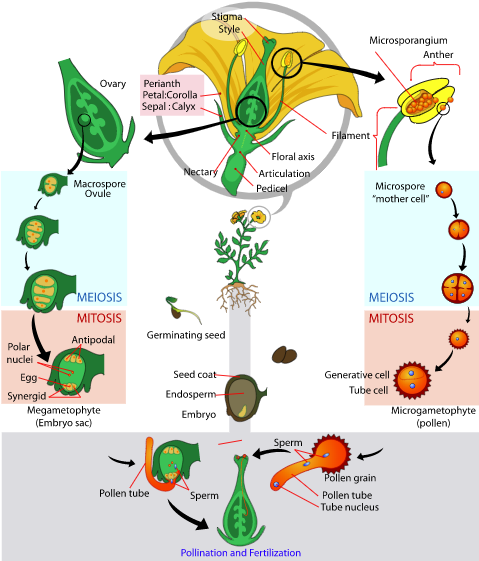 Stigma
Style
Microsporangium
Anther
Ovary
Perianth
Petal:Corolla
Sepal :Calyx
Filament
Floral axis
Nectary
Articulation
Pedicel
Macrospore
Ovule
Microspore
"mother cell"
MEIOSIS
MEIOSIS
MITOSIS
MITOSIS
Antipodal
Polar
nuclei
Egg
Synergid
Megametophyte
(Embryo sac)
Germinating seed
Seed coat
Endosperm
Embryo
Generative cell
Tube cell
Microgametophyte
(pollen)
Sperm
Pollen grain
Pollen tube
Sperm
Pollen tube
Tube nucleus
Pollination and Fertilization